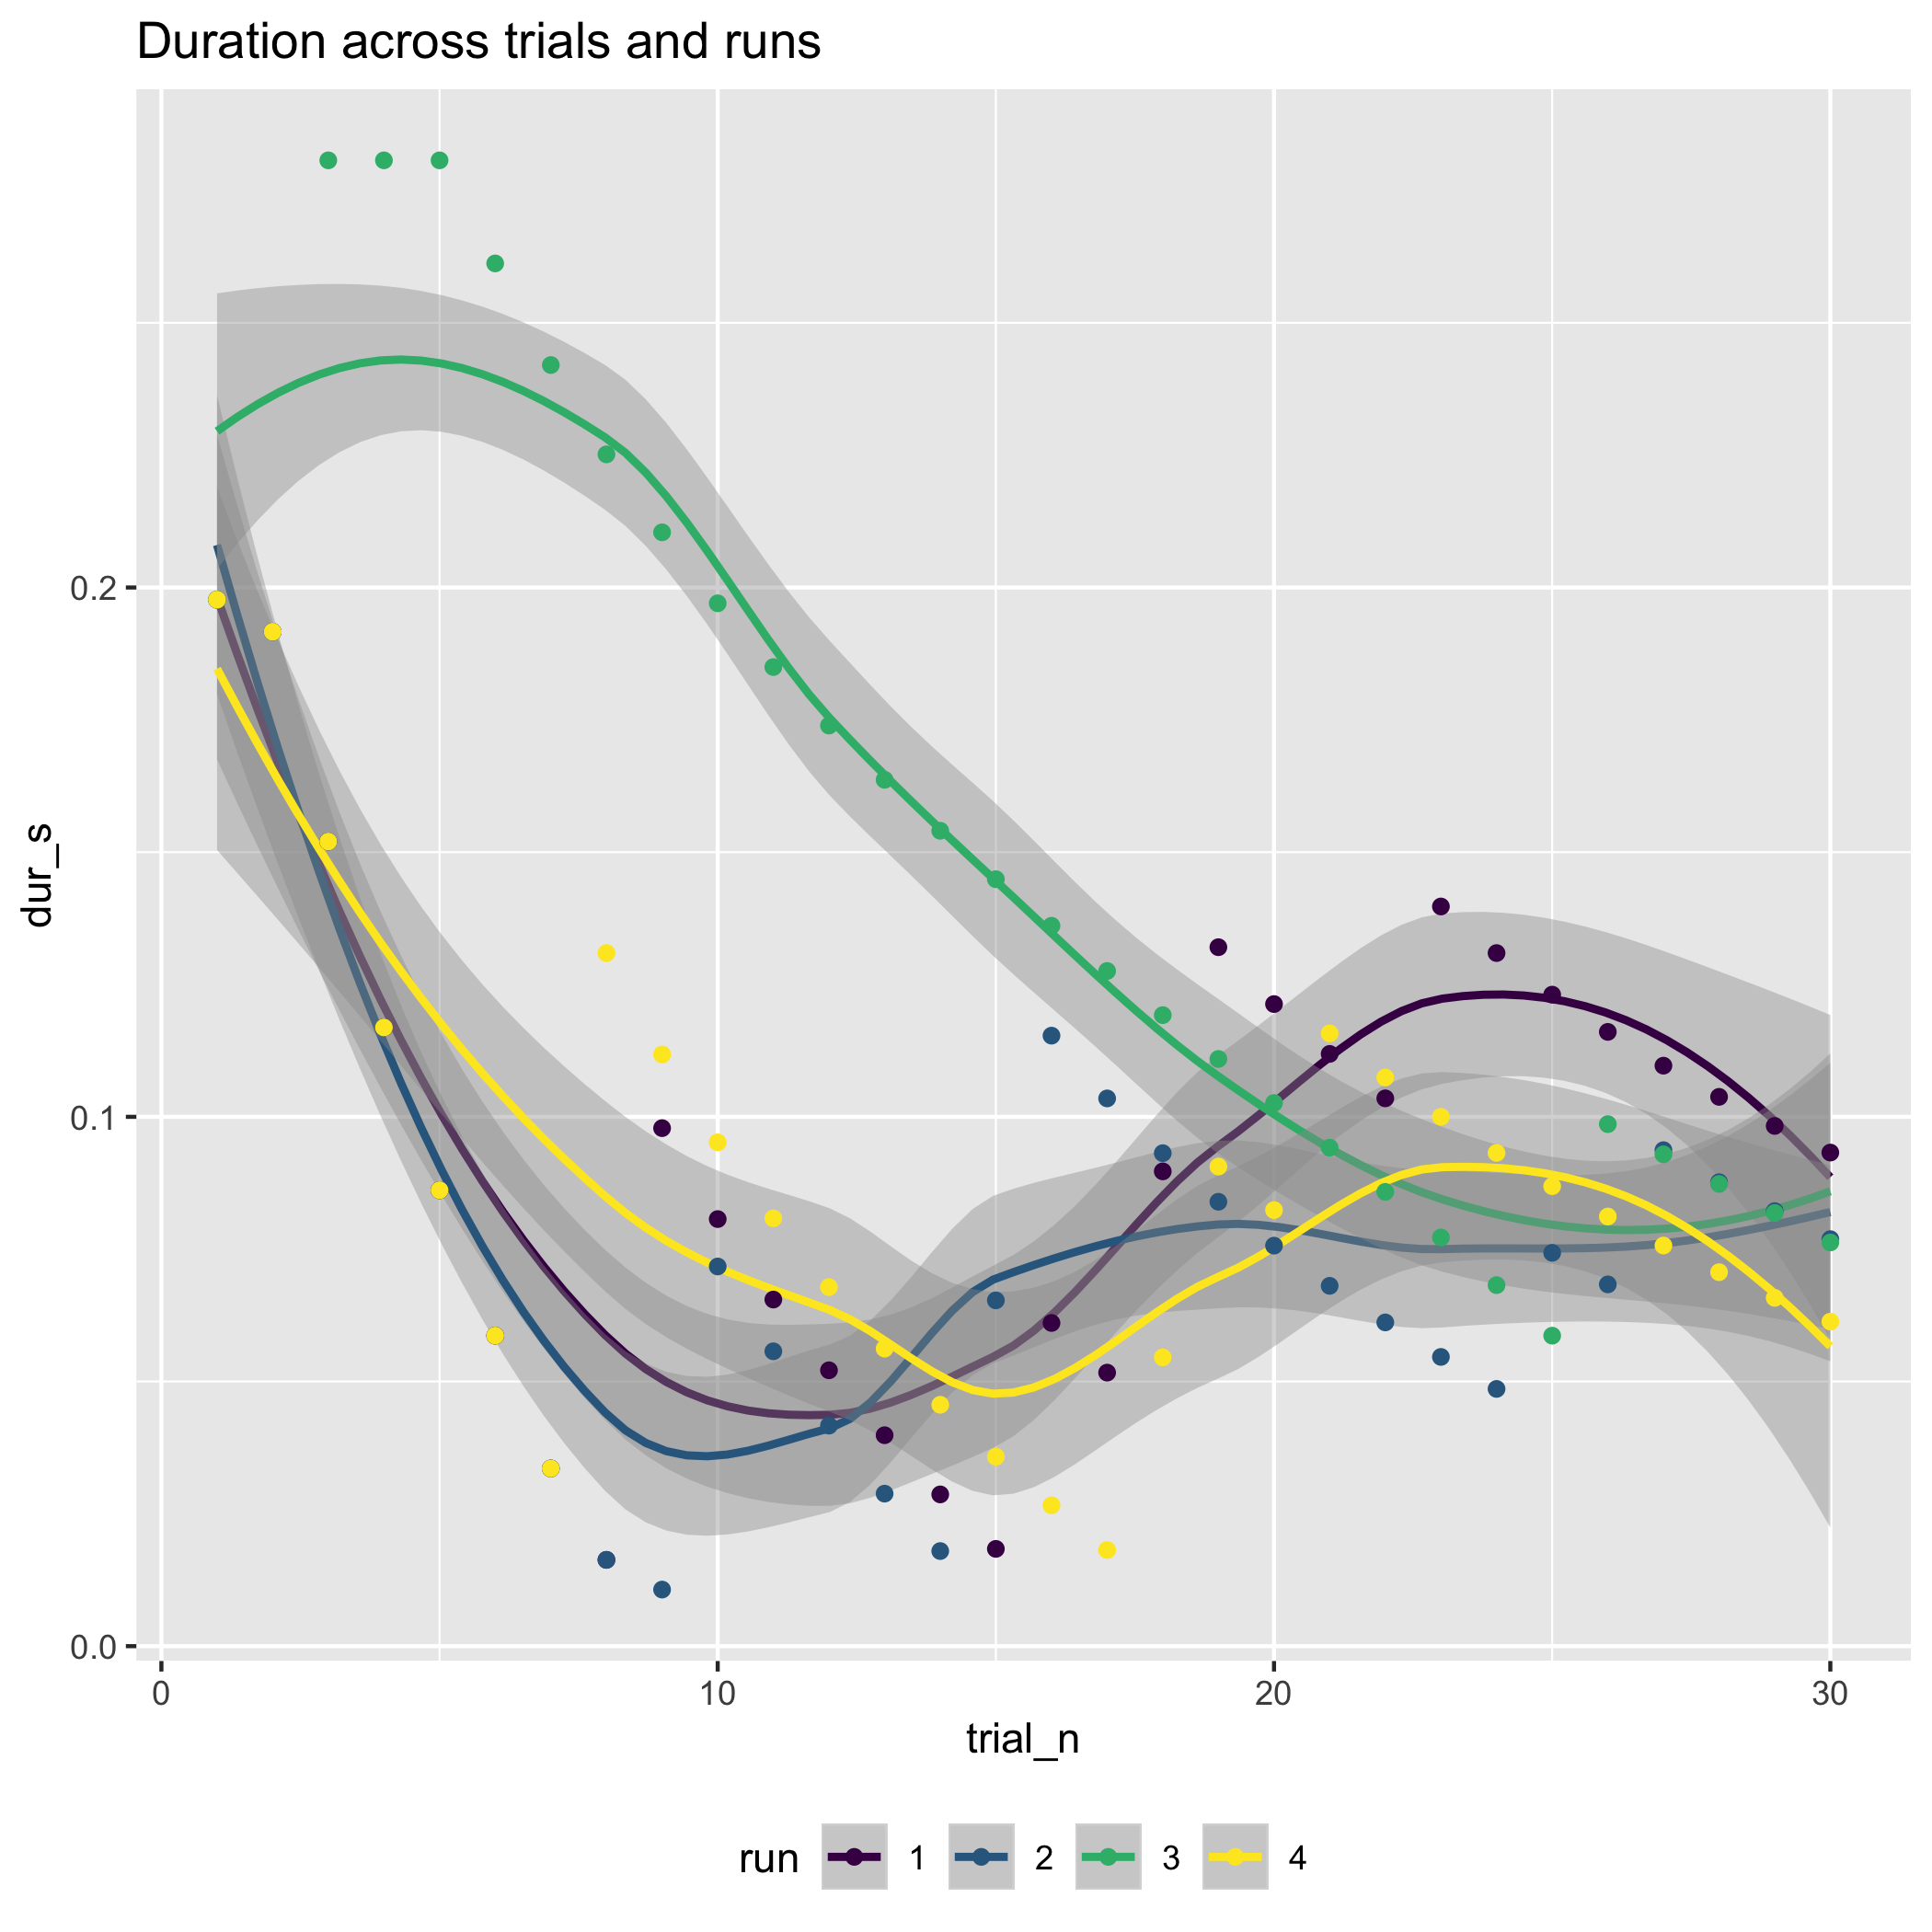 Duration across trials and runs
dur_s
0.2
0.1
0.0
0 10 20 30
trial_n
run 1 2 3 4